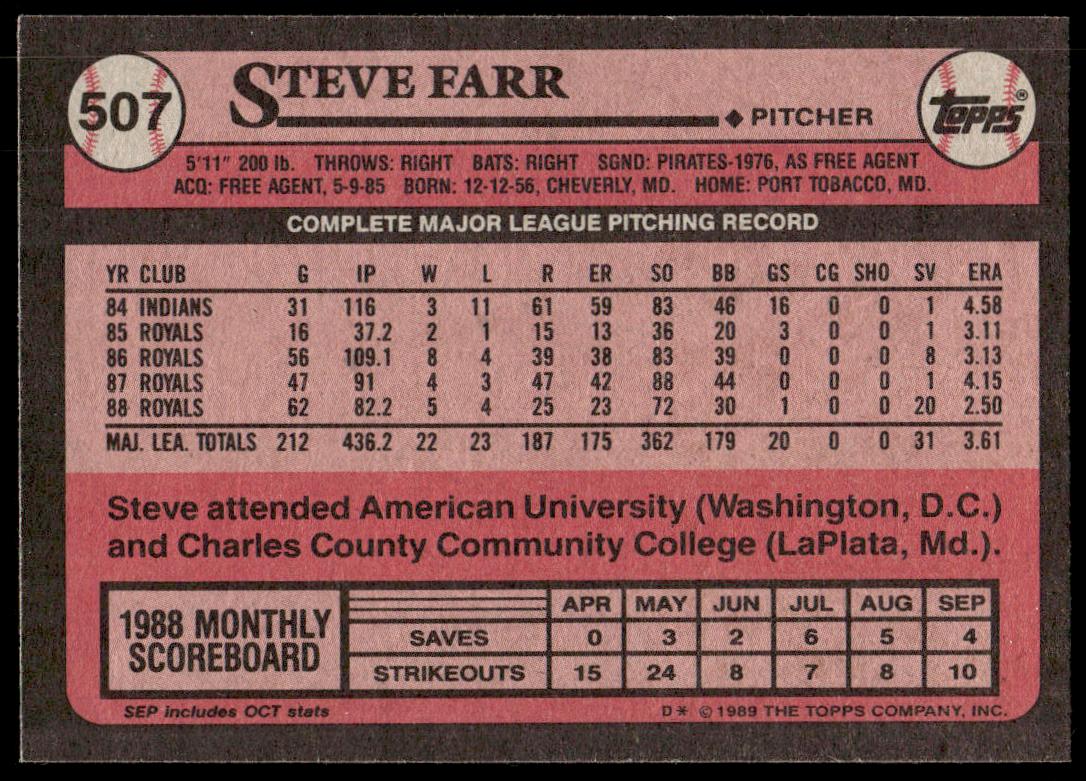 507
STEVE FARR
◆ PITCHER
TOPPS®
5'11" 200 lb. THROWS: RIGHT BATS: RIGHT SGND: PIRATES-1976, AS FREE AGENT
ACQ: FREE AGENT, 5-9-85 BORN: 12-12-56, CHEVERLY, MD. HOME: PORT TOBACCO, MD.
COMPLETE MAJOR LEAGUE PITCHING RECORD
YR CLUB G IP W L R ER SO BB GS CG SHO SV ERA
84 INDIANS 31 116 3 11 61 59 83 46 16 0 0 1 4.58
85 ROYALS 16 37.2 2 1 15 13 36 20 3 0 0 1 3.11
86 ROYALS 56 109.1 8 4 39 38 83 39 0 0 0 8 3.13
87 ROYALS 47 91 4 3 47 42 88 44 0 0 0 1 4.15
88 ROYALS 62 82.2 5 4 25 23 72 30 1 0 0 20 2.50
MAJ. LEA. TOTALS 212 436.2 22 23 187 175 362 179 20 0 0 31 3.61
Steve attended American University (Washington, D.C.)
and Charles County Community College (LaPlata, Md.).
1988 MONTHLY
SCOREBOARD
APR MAY JUN JUL AUG SEP
SAVES 0 3 2 6 5 4
STRIKEOUTS 15 24 8 7 8 10
SEP includes OCT stats
D* © 1989 THE TOPPS COMPANY, INC.